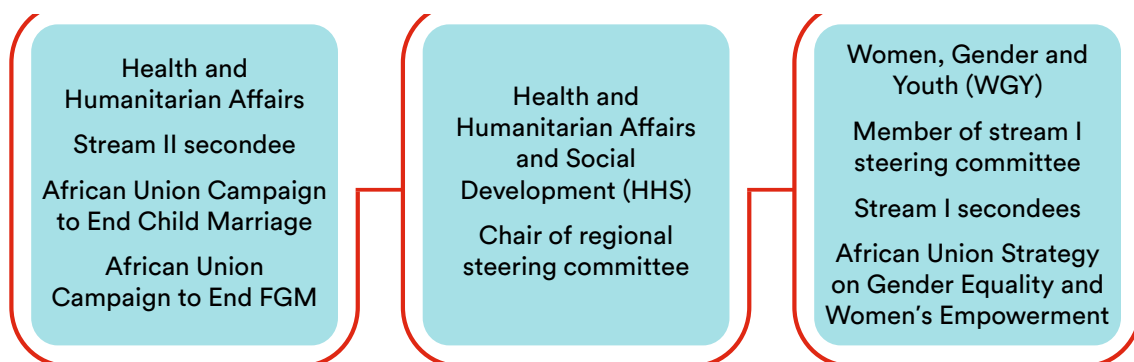 Health and
Humanitarian Affairs
Stream II secondee
African Union Campaign
to End Child Marriage
African Union
Campaign to End FGM
Health and
Humanitarian Affairs
and Social
Development (HHS)
Chair of regional
steering committee
Women, Gender and
Youth (WGY)
Member of stream I
steering committee
Stream I secondees
African Union Strategy
on Gender Equality and
Women's Empowerment